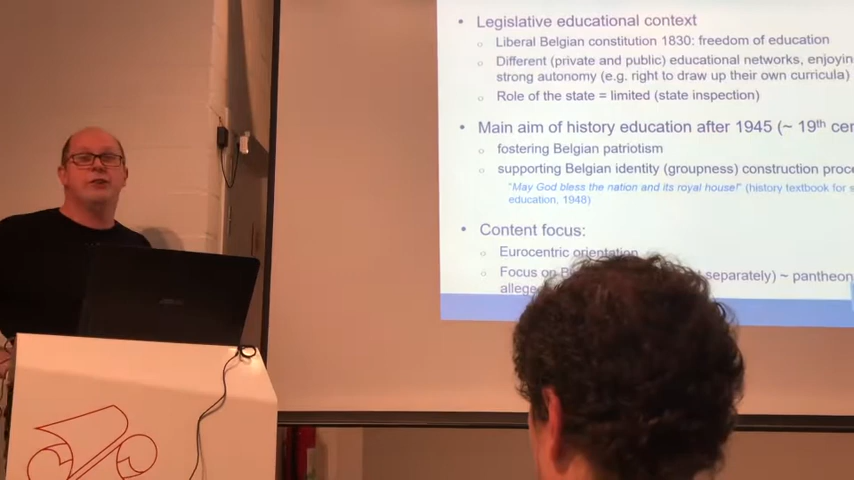 • Legislative educational context
○ Liberal Belgian constitution 1830: freedom of education
○ Different (private and public) educational networks, enjoyin
strong autonomy (e.g. right to draw up their own curricula)
○ Role of the state = limited (state inspection)
• Main aim of history education after 1945 (~ 19th cen
○ fostering Belgian patriotism
○ supporting Belgian identity (groupness) construction proce
"May God bless the nation and its royal house!" (history textbook for s
education, 1948)
• Content focus:
○ Eurocentric orientation
○ Focus on B separately) ~ pantheon
allege